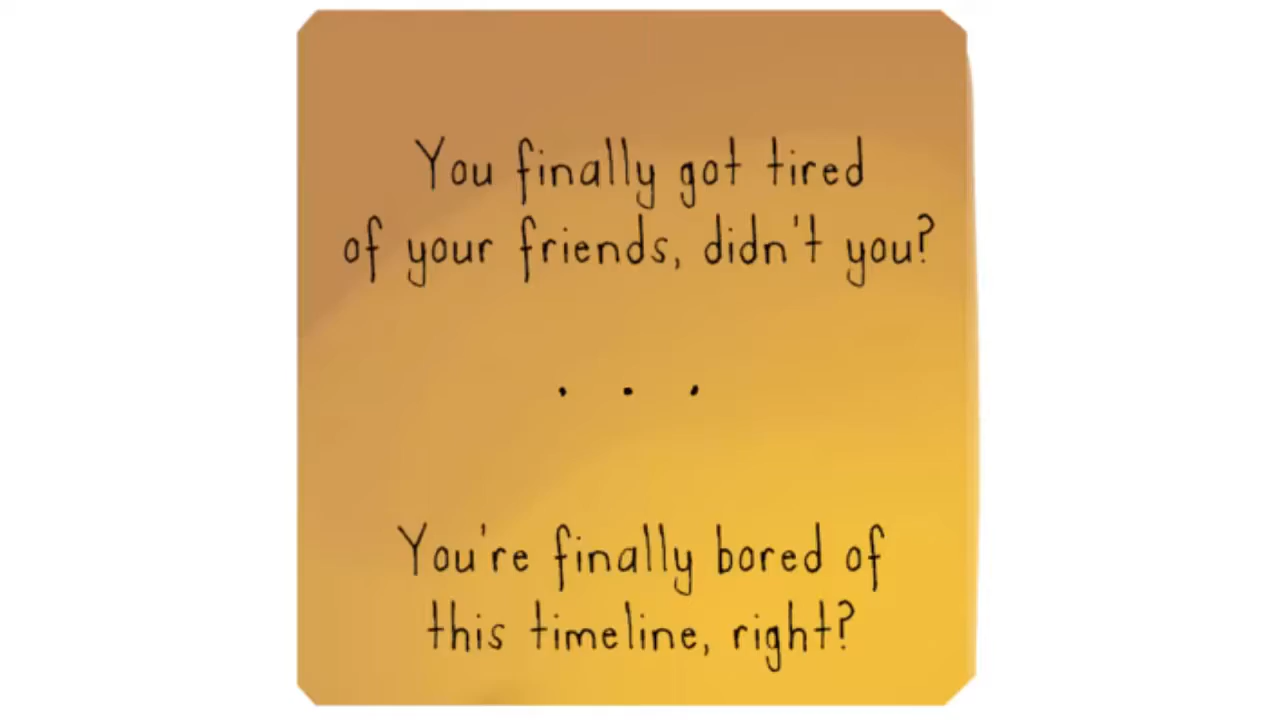 You finally got tired
of your friends, didn't you?
. . .
You're finally bored of
this timeline, right?